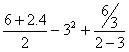 (6+2.4)/2 − 3² + (6/3)/(2−3)